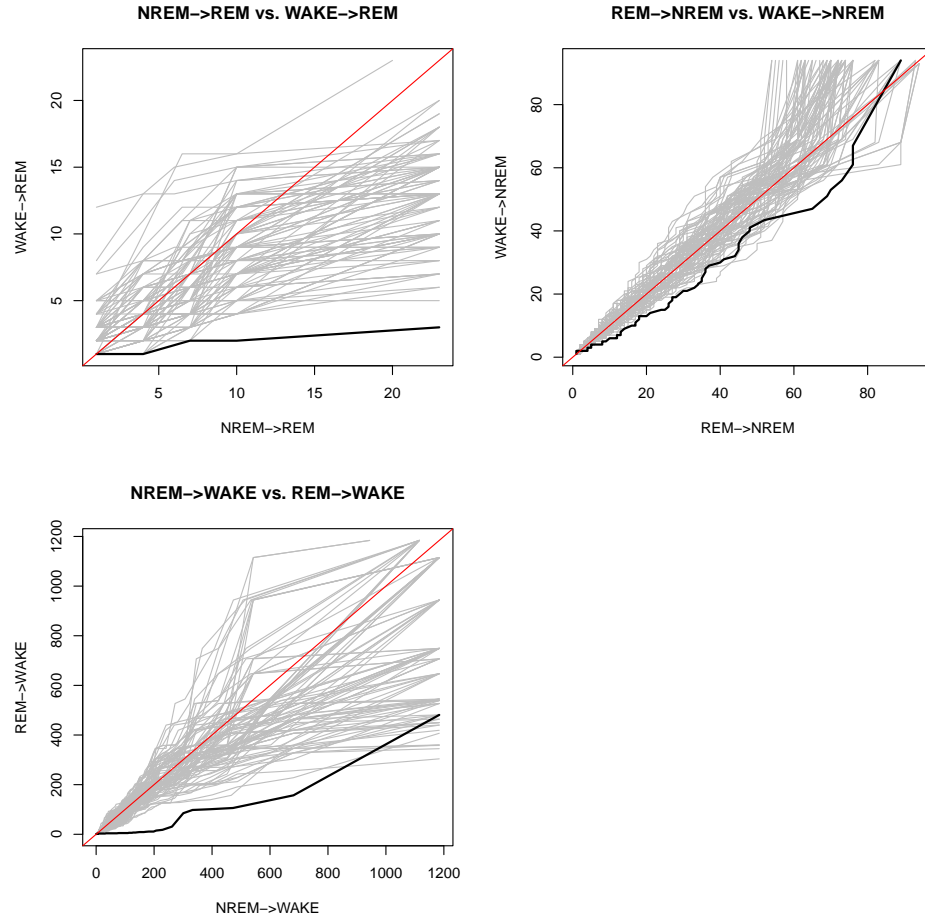 NREM−>REM vs. WAKE−>REM
WAKE−>REM
20
15
10
5
5 10 15 20
NREM−>REM
REM−>NREM vs. WAKE−>NREM
WAKE−>NREM
80
60
40
20
0
0 20 40 60 80
REM−>NREM
NREM−>WAKE vs. REM−>WAKE
REM−>WAKE
1200
1000
800
600
400
200
0
0 200 400 600 800 1000 1200
NREM−>WAKE